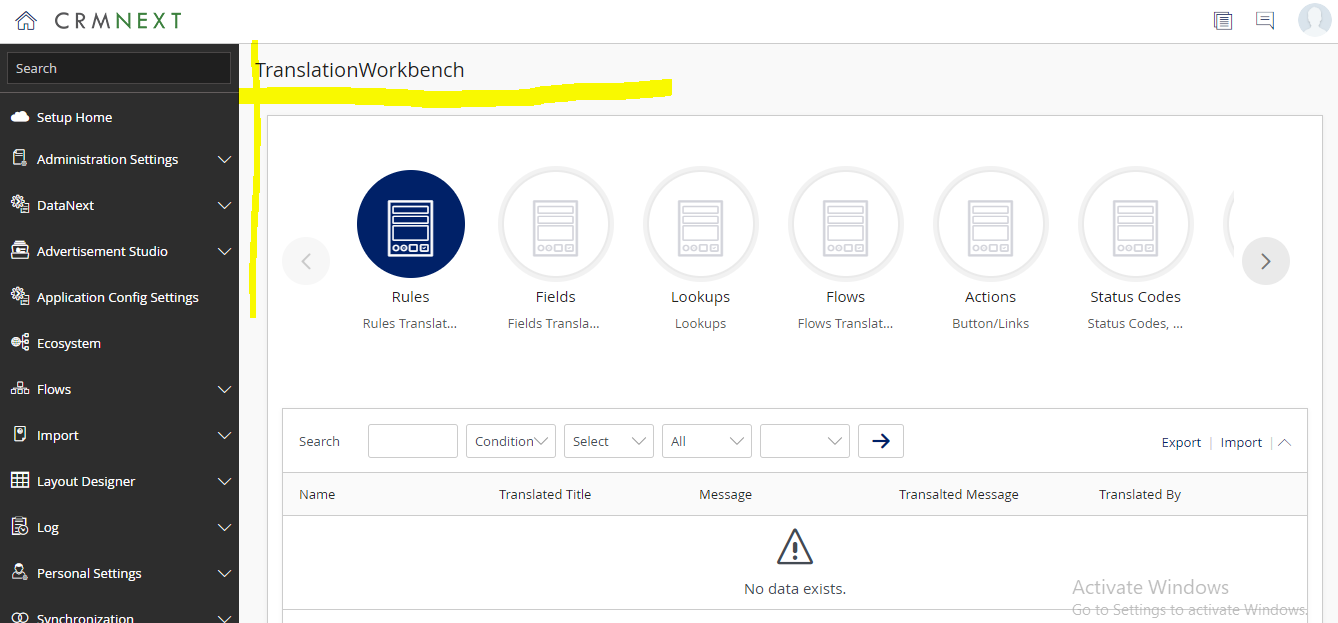 CRMNEXT
Search
TranslationWorkbench
Setup Home
Administration Settings
DataNext
Advertisement Studio
Application Config Settings
Ecosystem
Flows
Import
Layout Designer
Log
Personal Settings
Synchronization
Rules
Rules Translat...
Fields
Fields Transla...
Lookups
Lookups
Flows
Flows Translat...
Actions
Button/Links
Status Codes
Status Codes, ...
Search Condition Select All Export | Import |
Name Translated Title Message Transalted Message Translated By
No data exists.
Activate Windows
Go to Settings to activate Windows.